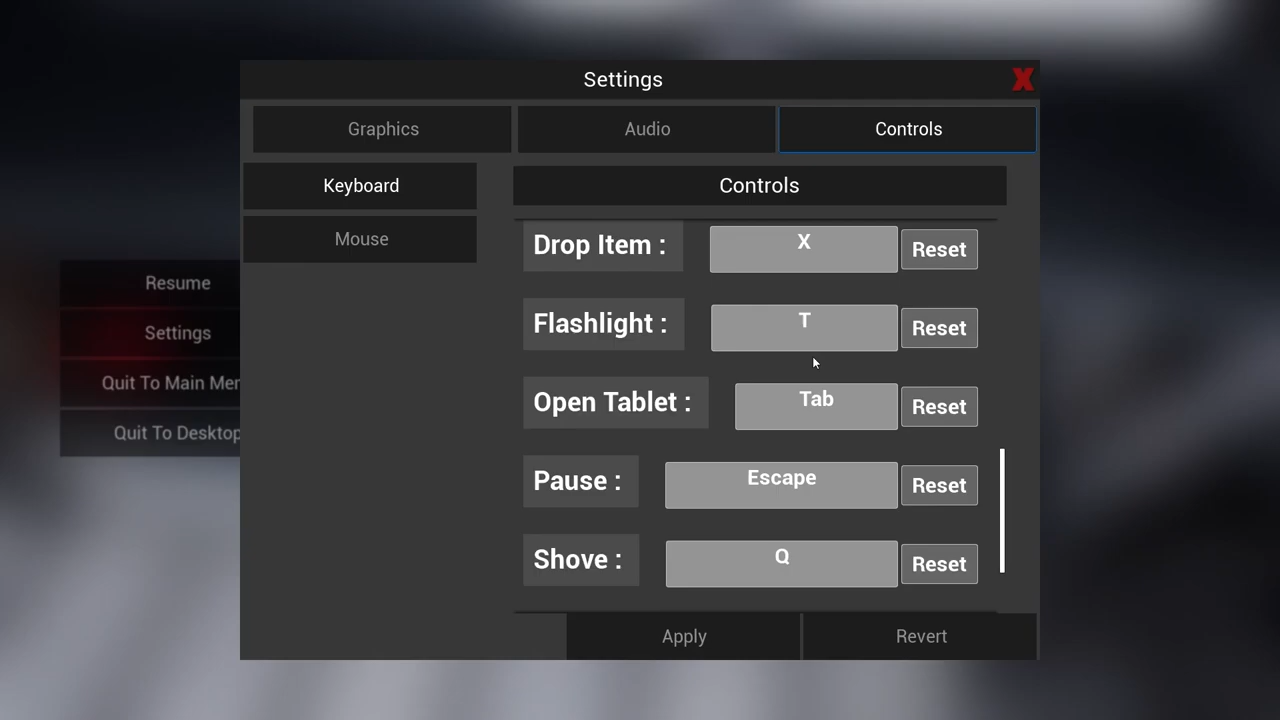 Settings
X
Graphics
Audio
Controls
Keyboard
Mouse
Controls
Drop Item :
X
Reset
Flashlight :
T
Reset
Open Tablet :
Tab
Reset
Pause :
Escape
Reset
Shove :
Q
Reset
Apply
Revert
Resume
Settings
Quit To Main Mer
Quit To Desktop